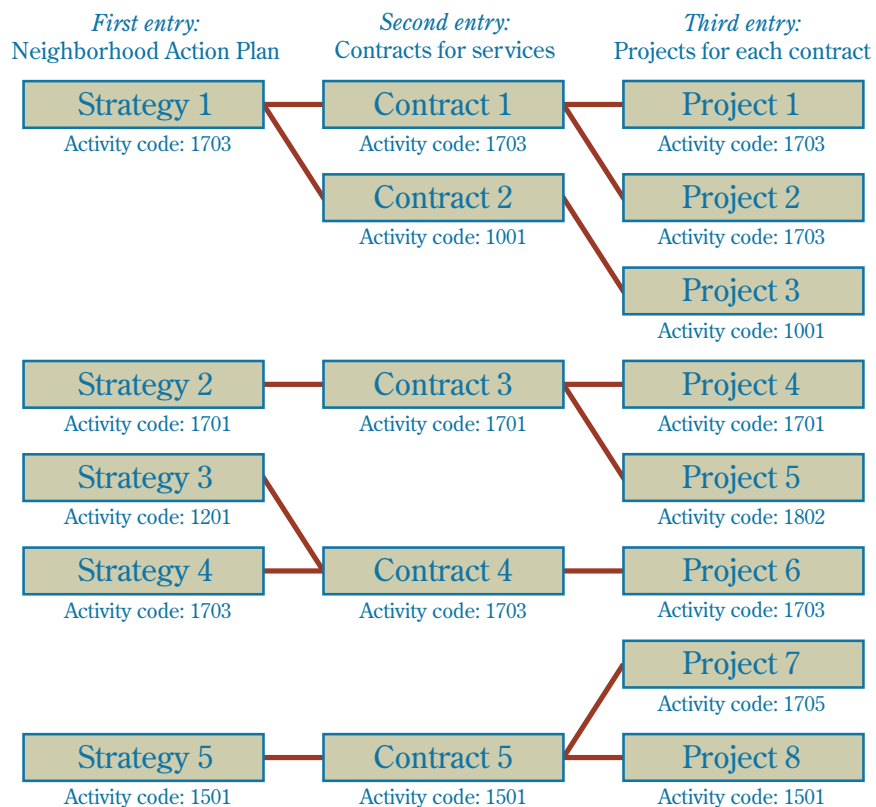 First entry:
Neighborhood Action Plan
Second entry:
Contracts for services
Third entry:
Projects for each contract
Strategy 1
Activity code: 1703
Contract 1
Activity code: 1703
Project 1
Activity code: 1703
Contract 2
Activity code: 1001
Project 2
Activity code: 1703
Project 3
Activity code: 1001
Strategy 2
Activity code: 1701
Contract 3
Activity code: 1701
Project 4
Activity code: 1701
Strategy 3
Activity code: 1201
Project 5
Activity code: 1802
Strategy 4
Activity code: 1703
Contract 4
Activity code: 1703
Project 6
Activity code: 1703
Project 7
Activity code: 1705
Strategy 5
Activity code: 1501
Contract 5
Activity code: 1501
Project 8
Activity code: 1501